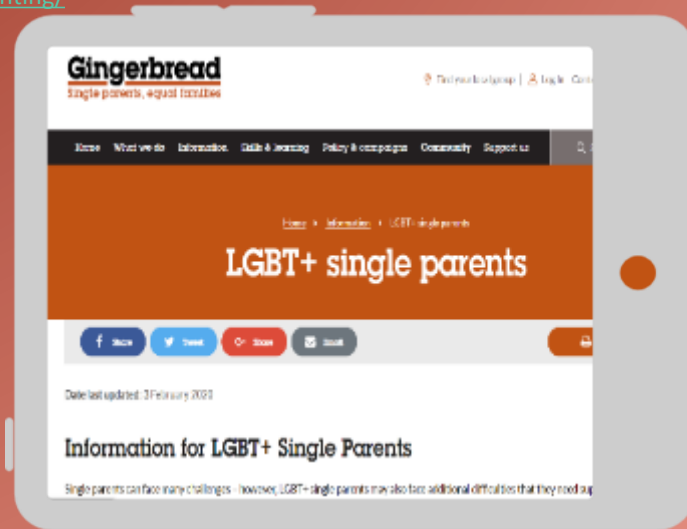 nting/
Gingerbread
Single parents, equal families
Find your local group | Log in Con
Home What we do Information Skills & learning Policy & campaigns Community Support us
Home Information LGBT+ single parents
LGBT+ single parents
Share Tweet Share Email
Date last updated: 3 February 2020
Information for LGBT+ Single Parents
Single parents can face many challenges - however, LGBT+ single parents may also face additional difficulties that they need sup